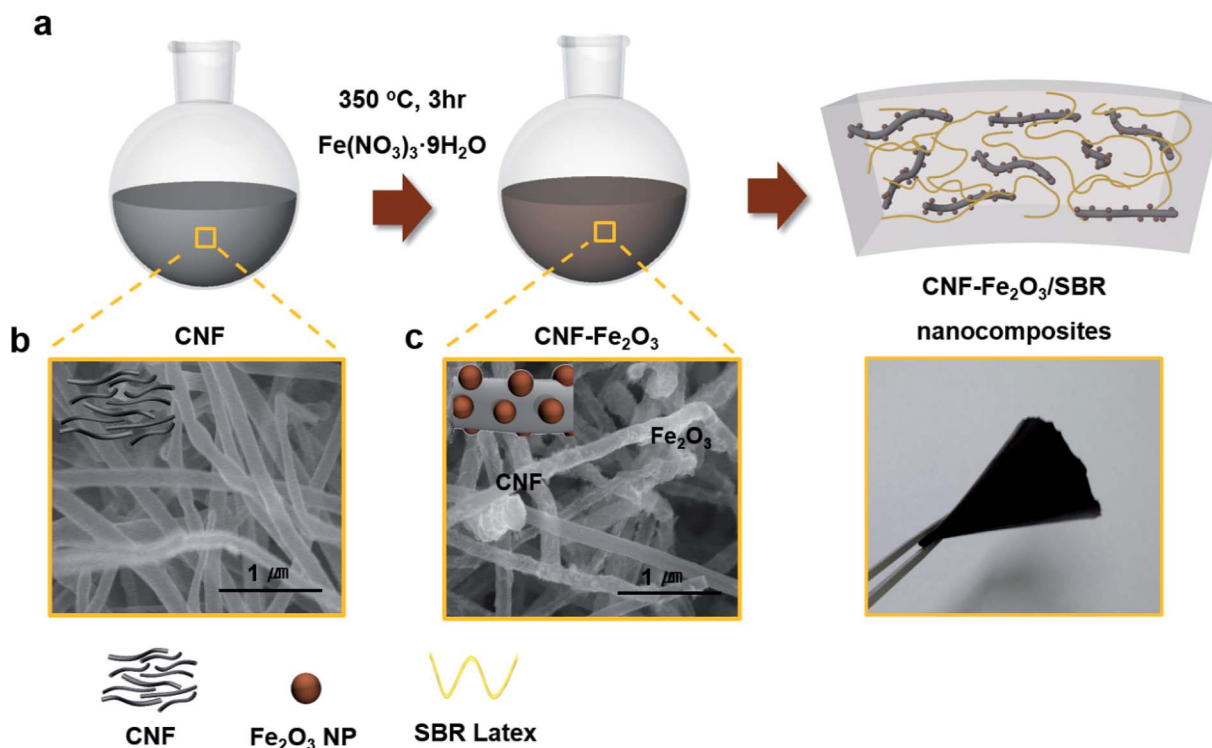 a
350 °C, 3hr
Fe(NO₃)₃·9H₂O
CNF-Fe₂O₃/SBR
nanocomposites
b
CNF
c
CNF-Fe₂O₃
Fe₂O₃
CNF
1 ㎛
1 ㎛
CNF
Fe₂O₃ NP
SBR Latex